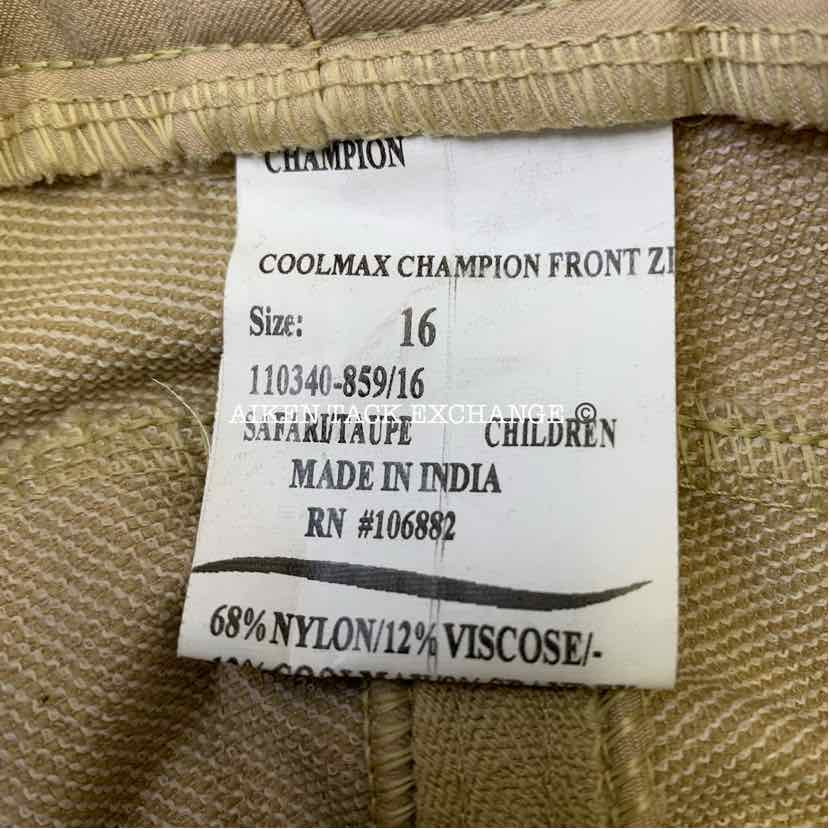 CHAMPION
COOLMAX CHAMPION FRONT
Size: 16
110340-859/16
AIKEN TACK EXCHANGE ©
SAFARI/TAUPE CHILDREN
MADE IN INDIA
RN #106882
68% NYLON/12% VISCOSE/-